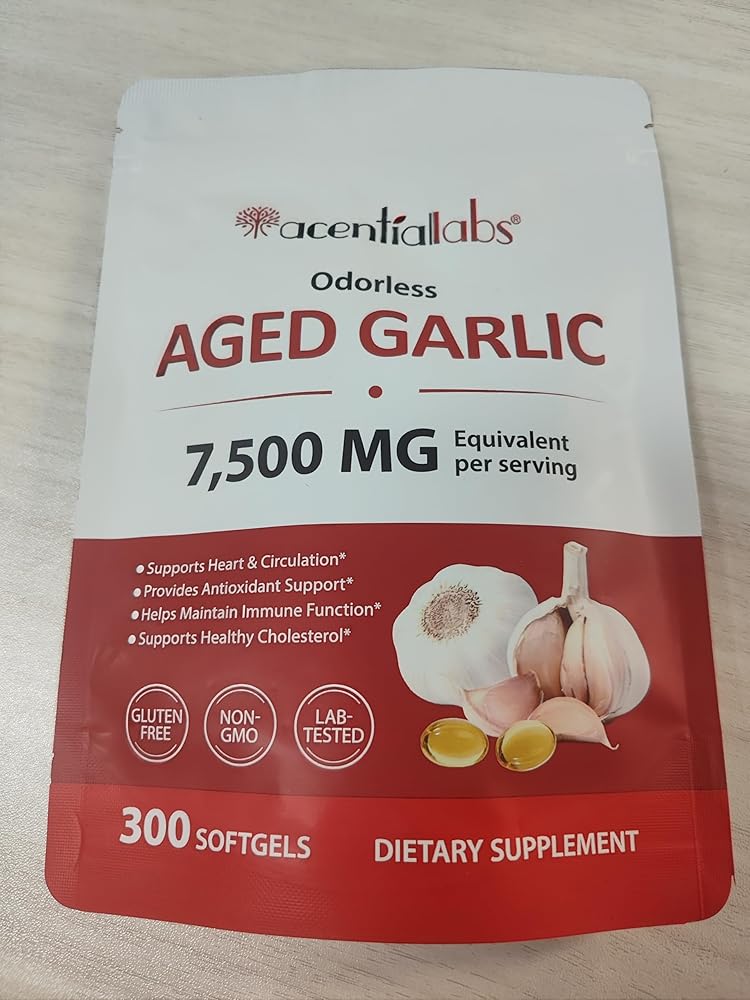 acentiallabs®
Odorless
AGED GARLIC
7,500 MG Equivalent
per serving
•Supports Heart & Circulation*
•Provides Antioxidant Support*
•Helps Maintain Immune Function*
•Supports Healthy Cholesterol*
GLUTEN
FREE
NON-
GMO
LAB-
TESTED
300 SOFTGELS
DIETARY SUPPLEMENT